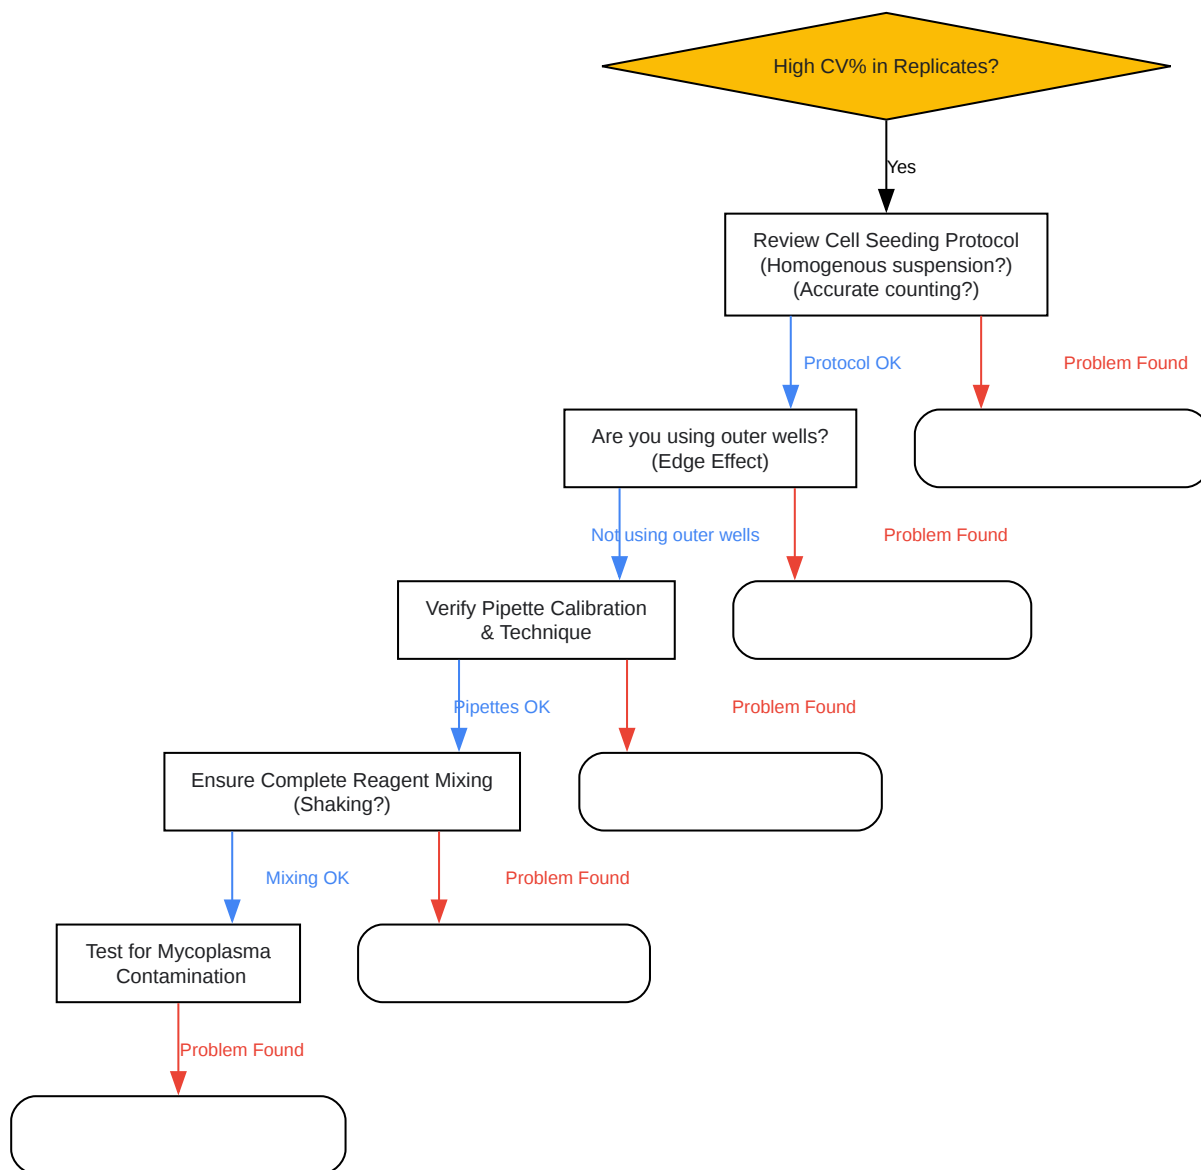 High CV% in Replicates?
Yes
Review Cell Seeding Protocol
(Homogenous suspension?)
(Accurate counting?)
Protocol OK
Problem Found
Are you using outer wells?
(Edge Effect)
Not using outer wells
Problem Found
Verify Pipette Calibration
& Technique
Pipettes OK
Problem Found
Ensure Complete Reagent Mixing
(Shaking?)
Mixing OK
Problem Found
Test for Mycoplasma
Contamination
Problem Found